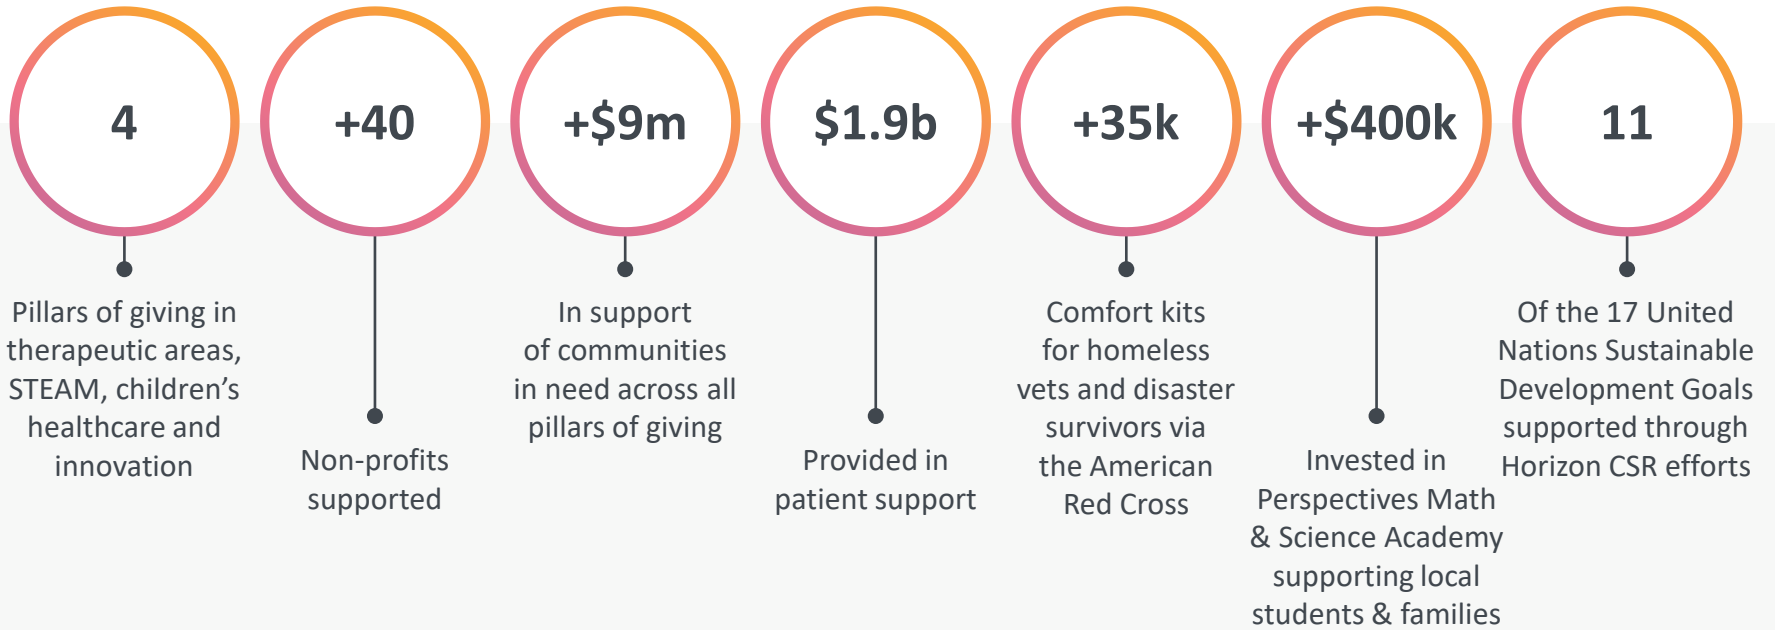 4
Pillars of giving in
therapeutic areas,
STEAM, children’s
healthcare and
innovation
+40
Non-profits
supported
+$9m
In support
of communities
in need across all
pillars of giving
$1.9b
Provided in
patient support
+35k
Comfort kits
for homeless
vets and disaster
survivors via
the American
Red Cross
+$400k
Invested in
Perspectives Math
& Science Academy
supporting local
students & families
11
Of the 17 United
Nations Sustainable
Development Goals
supported through
Horizon CSR efforts